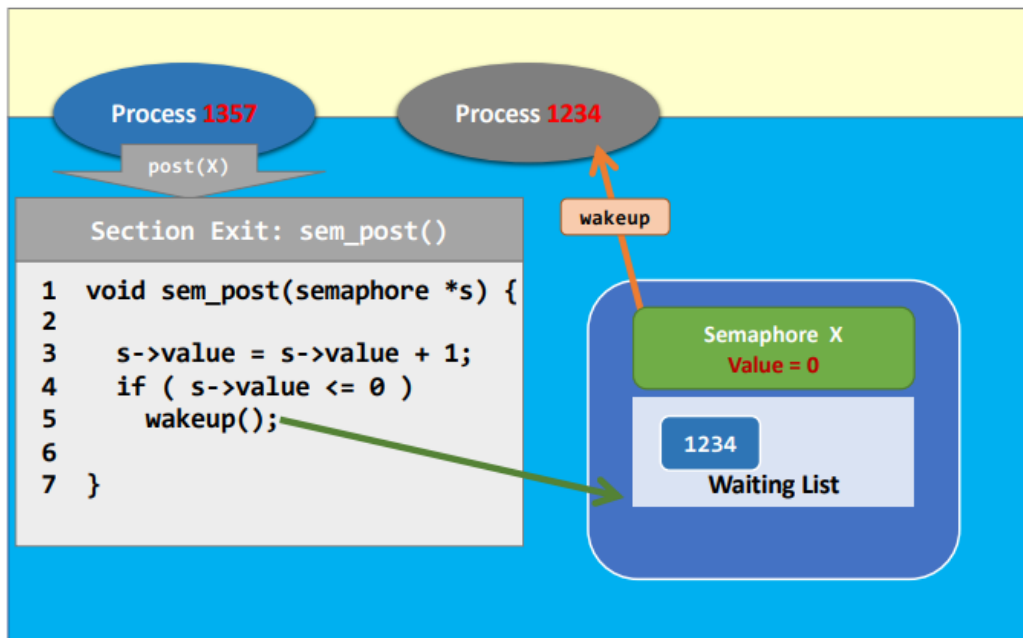 Process 1357
Process 1234
post(X)
wakeup
Section Exit: sem_post()
1 void sem_post(semaphore *s) {
2
3 s->value = s->value + 1;
4 if ( s->value <= 0 )
5 wakeup();
6
7 }
Semaphore X
Value = 0
1234
Waiting List